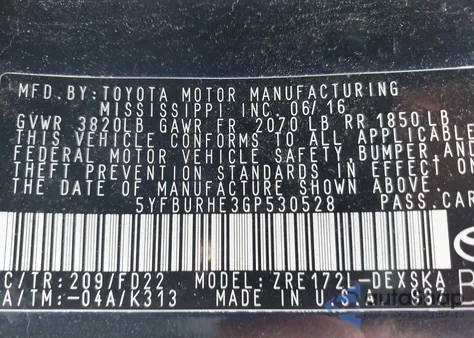 MFD.BY:TOYOTA MOTOR MANUFACTURING
MISSISSIPPI INC. 06/16
GVWR 3820LB GAWR FR 2070 LB RR 1850 LB
THIS VEHICLE CONFORMS TO ALL APPLICABLE
FEDERAL MOTOR VEHICLE SAFETY, BUMPER, AND
THEFT PREVENTION STANDARDS IN EFFECT ON
THE DATE OF MANUFACTURE SHOWN ABOVE.
5YFBURHE3GP530528 PASS.CAR
C/TR:209/FD22 MODEL: ZRE172L-DEXSKA
A/TM:-04A/K313 MADE IN U.S.A.